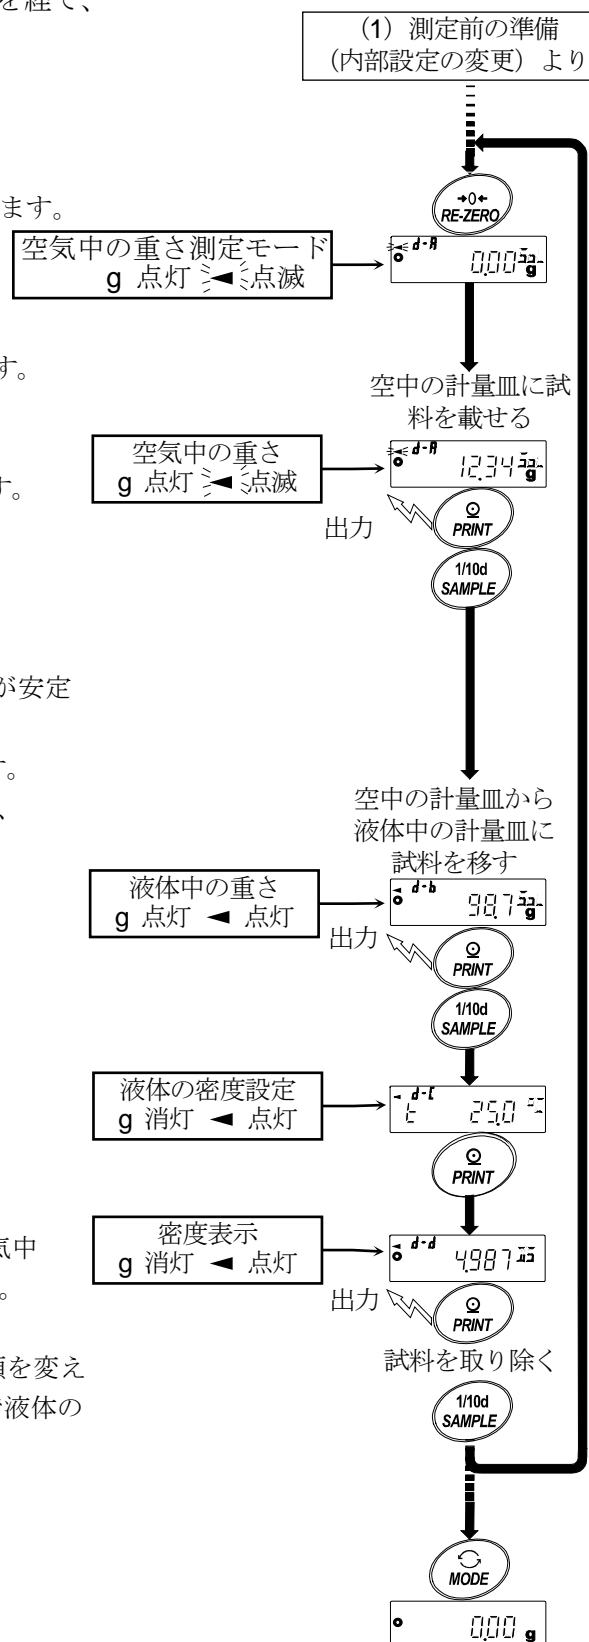 を経て、
(1) 測定前の準備
(内部設定の変更) より
→0←
RE-ZERO
ます。
空気中の重さ測定モード
g 点灯 ◄ 点滅
d-A
0.00 g
す。
空中の計量皿に試
料を載せる
空気中の重さ
g 点灯 ◄ 点滅
d-A
12.34 g
す。
出力
PRINT
1/10d
SAMPLE
が安定
す。
、
空中の計量皿から
液体中の計量皿に
試料を移す
液体中の重さ
g 点灯 ◄ 点灯
d-b
9.87 g
出力
PRINT
1/10d
SAMPLE
液体の密度設定
g 消灯 ◄ 点灯
d-C
t 25.0
PRINT
密度表示
g 消灯 ◄ 点灯
d-d
4.987
気中
。
出力
PRINT
試料を取り除く
類を変え
液体の
1/10d
SAMPLE
MODE
0.00 g